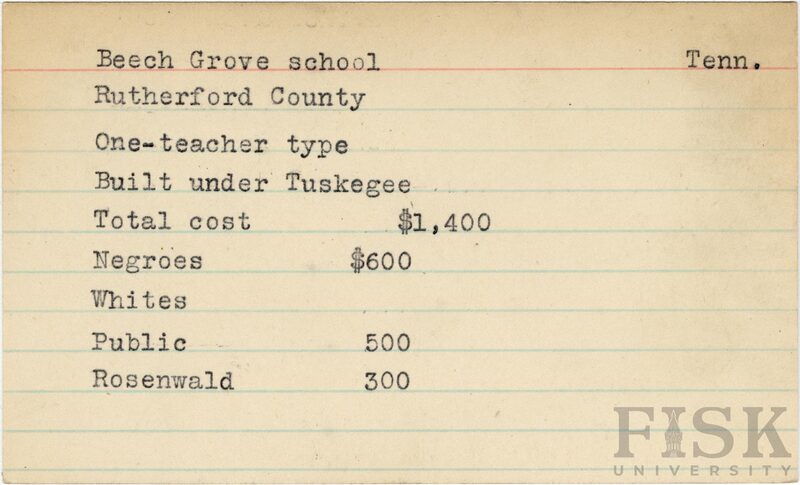 Beech Grove school Tenn.
Rutherford County
One-teacher type
Built under Tuskegee
Total cost $1,400
Negroes $600
Whites
Public 500
Rosenwald 300
FISK
UNIVERSITY